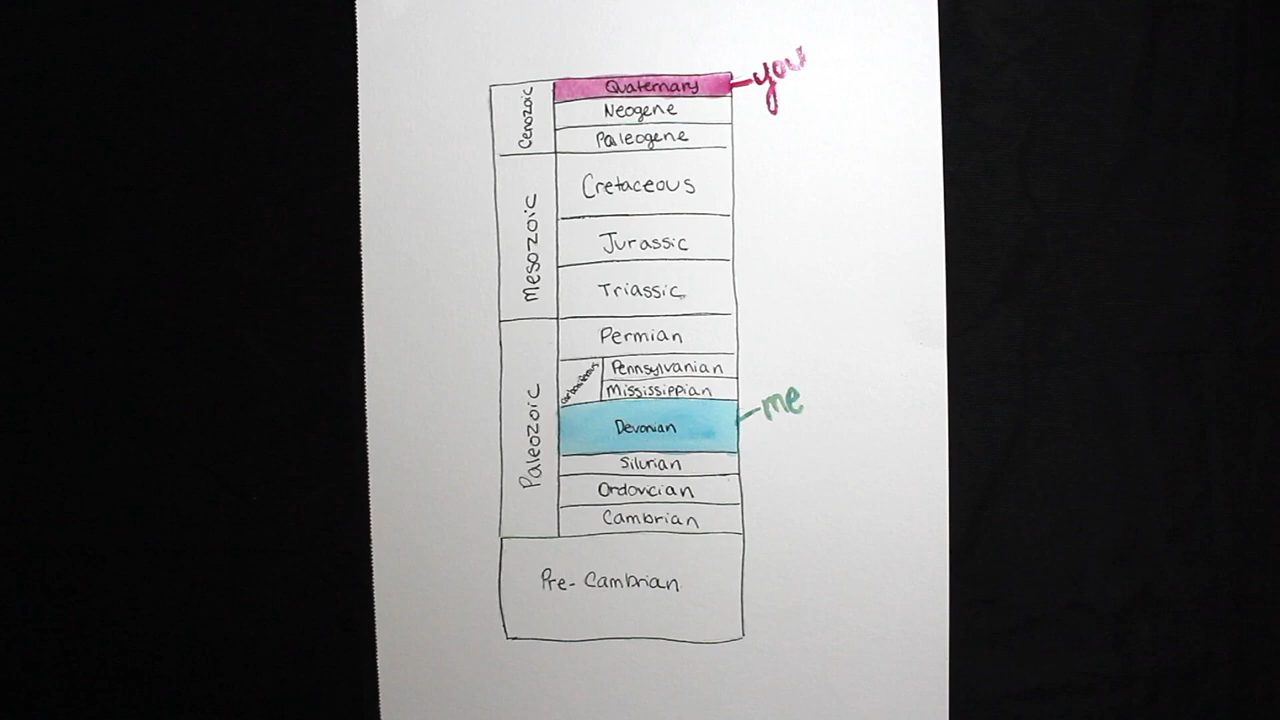 you
Quaternary
Cenozoic
Neogene
Paleogene
Cretaceous
Mesozoic
Jurassic
Triassic
Permian
Carboniferous
Pennsylvanian
Mississippian
me
Paleozoic
Devonian
Silurian
Ordovician
Cambrian
Pre-Cambrian